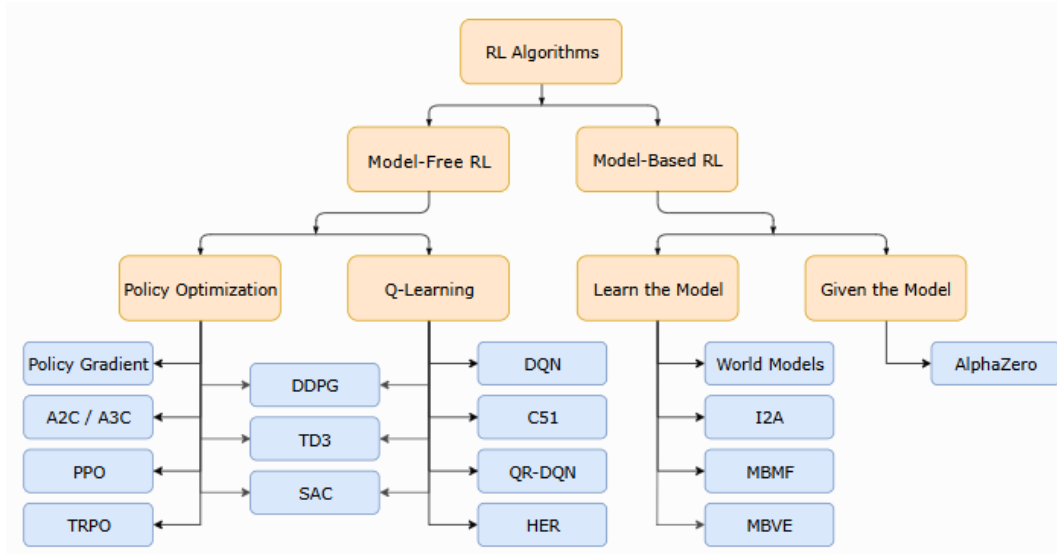 RL Algorithms
Model-Free RL
Model-Based RL
Policy Optimization
Q-Learning
Learn the Model
Given the Model
Policy Gradient
DDPG
DQN
World Models
AlphaZero
A2C / A3C
TD3
C51
I2A
PPO
SAC
QR-DQN
MBMF
TRPO
HER
MBVE